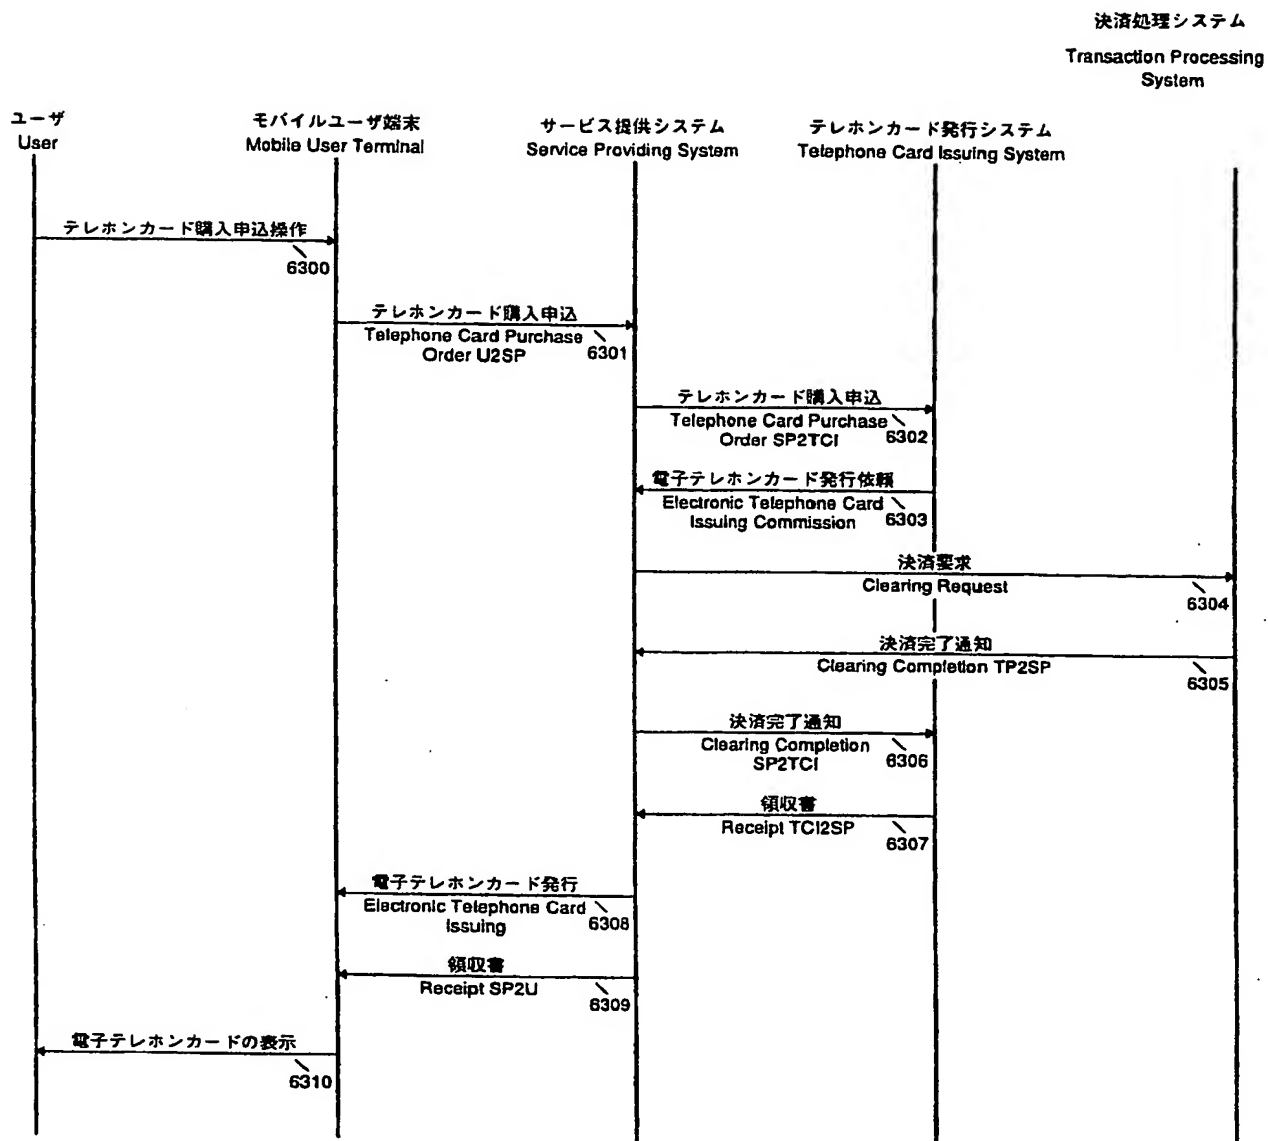 決済処理システム
Transaction Processing
System
ユーザ
User
モバイルユーザ端末
Mobile User Terminal
サービス提供システム
Service Providing System
テレホンカード発行システム
Telephone Card Issuing System
テレホンカード購入申込操作
6300
テレホンカード購入申込
Telephone Card Purchase
Order U2SP
6301
テレホンカード購入申込
Telephone Card Purchase
Order SP2TCI
6302
電子テレホンカード発行依頼
Electronic Telephone Card
Issuing Commission
6303
決済要求
Clearing Request
6304
決済完了通知
Clearing Completion TP2SP
6305
決済完了通知
Clearing Completion
SP2TCI
6306
領収書
Receipt TCI2SP
6307
電子テレホンカード発行
Electronic Telephone Card
Issuing
6308
領収書
Receipt SP2U
6309
電子テレホンカードの表示
6310